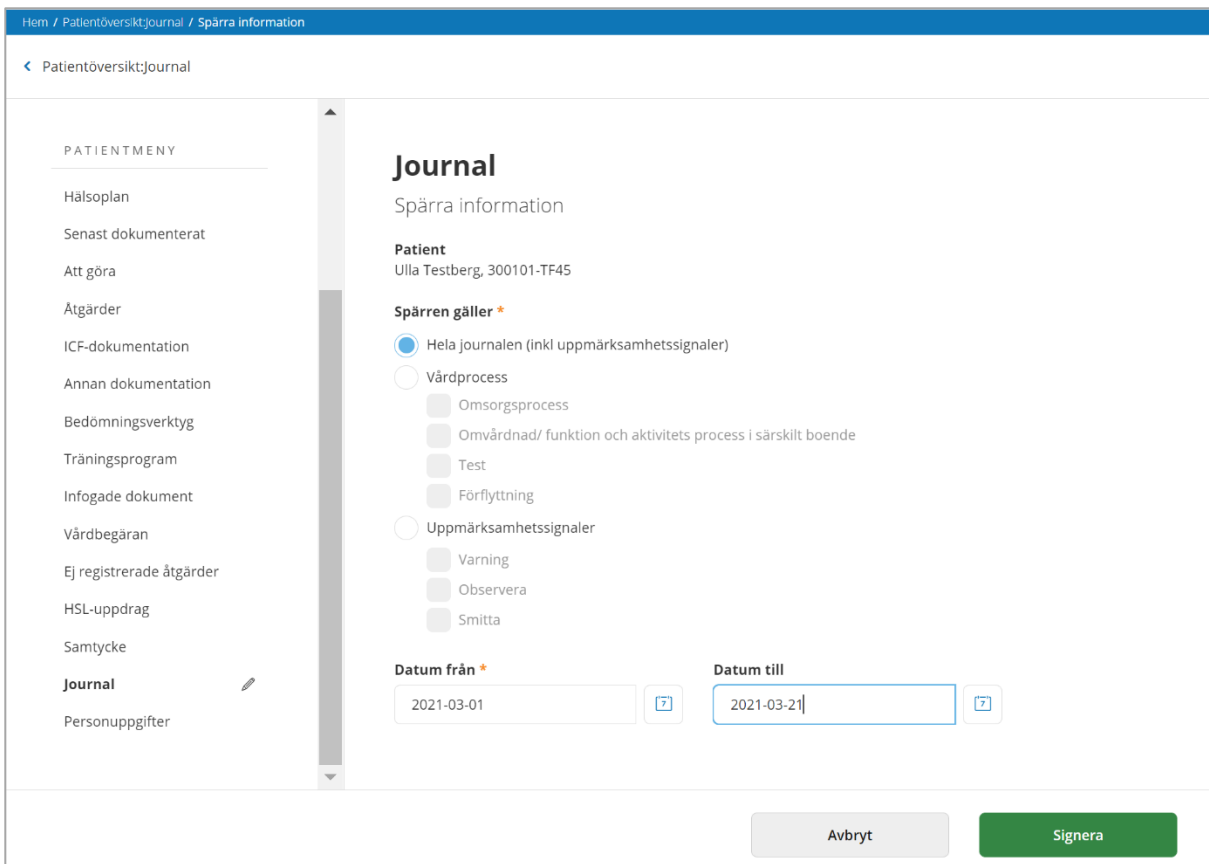 Hem / Patientöversikt:Journal / Spärra information
Patientöversikt:Journal
PATIENTMENY
Hälsoplan
Senast dokumenterat
Att göra
Åtgärder
ICF-dokumentation
Annan dokumentation
Bedömningsverktyg
Träningsprogram
Infogade dokument
Vårdbegäran
Ej registrerade åtgärder
HSL-uppdrag
Samtycke
Journal
Personuppgifter
Journal
Spärra information
Patient
Ulla Testberg, 300101-TF45
Spärren gäller *
Hela journalen (inkl uppmärksamhetssignaler)
Vårdprocess
Omsorgsprocess
Omvårdnad/ funktion och aktivitets process i särskilt boende
Test
Förflyttning
Uppmärksamhetssignaler
Varning
Observera
Smitta
Datum från * Datum till
2021-03-01 7 2021-03-21 7
Avbryt Signera